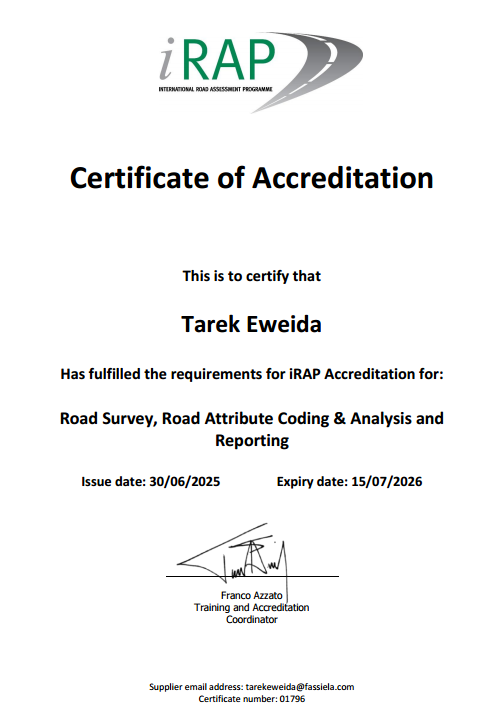 iRAP
INTERNATIONAL ROAD ASSESSMENT PROGRAMME
Certificate of Accreditation
This is to certify that
Tarek Eweida
Has fulfilled the requirements for iRAP Accreditation for:
Road Survey, Road Attribute Coding & Analysis and
Reporting
Issue date: 30/06/2025 Expiry date: 15/07/2026
Franco Azzato
Training and Accreditation
Coordinator
Supplier email address: tarekeweida@fassiela.com
Certificate number: 01796